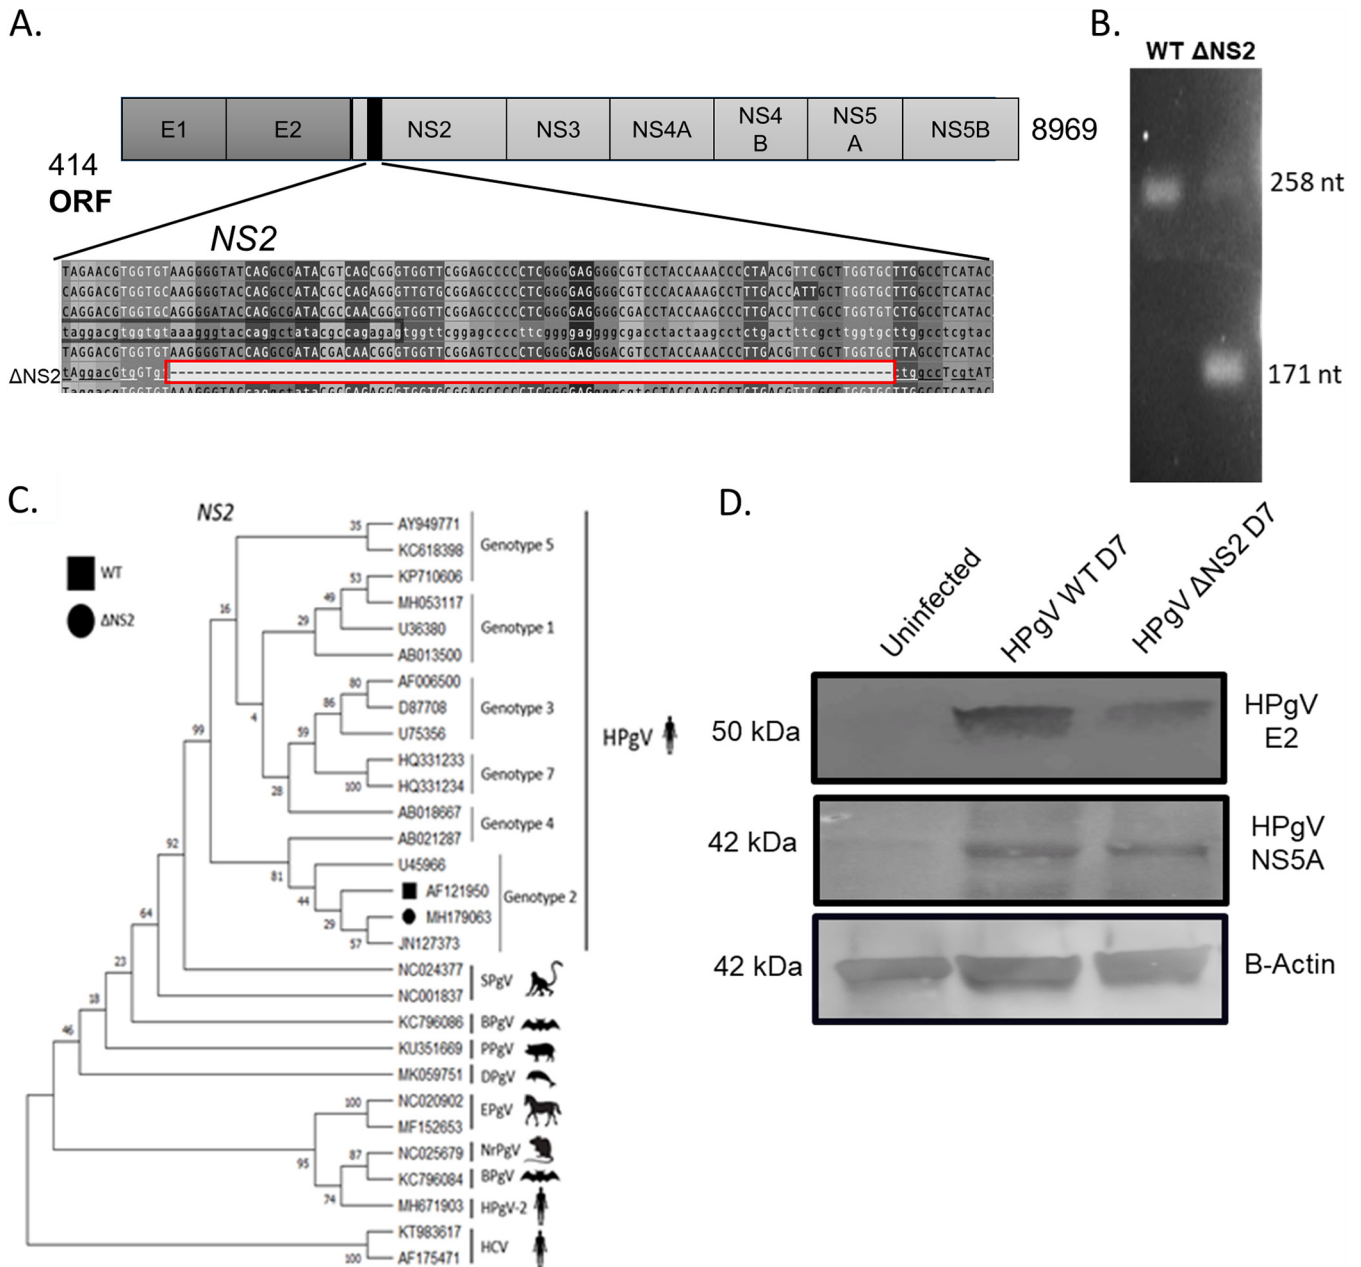 A.
E1 E2 NS2 NS3 NS4A NS4 B NS5 A NS5B 8969
414
ORF
NS2
TAGAACGTGGTGTAAGGGGTATCAGGCGATACGTCAGCGGGTGGTTCGGAGCCCCCTCGGGGAGGGGCGTCCTACCAAACCCCTAACGTTCGCTTGGTGCTTGGCCTCATAC
CAGGACGTGGTGCAAGGGGTACCAGGCCATACGCCAGAGGGTTGTGCGGAGCCCCCTCGGGGAGGGGCGTCCCACAAAGCCTTTGACCATTGCTTGGTGCTTGGCCTCATAC
taggacgtggtgtaaagggtaccaggctatacgccagagagtggttcgagcccccttcggggaggggcgacctactaagcctctgactttcgcttggtgcttggcctcgtac
TAGGACGTGGTGTAAGGGGTACCAGGCGATACGACAACGGGTGGTTCGGAGTCCCCTCGGGGAGGGACGTCCTACCAAACCCTTGACGTTCGCTTGGTGCTTAGCCTCATAC
ΔNS2
B.
WT ΔNS2
258 nt
171 nt
C.
NS2
WT
ΔNS2
AY949771
KC618398
Genotype 5
KP710606
MH053117
U36380
Genotype 1
AB013500
AF006500
D87708
Genotype 3
U75356
HQ331233
Genotype 7
HQ331234
AB018667
Genotype 4
AB021287
U45966
AF121950
Genotype 2
MH179063
JN127373
HPgV
NC024377
SPgV
NC001837
KC796086 BPgV
KU351669 PPgV
MK059751 DPgV
NC020902
EPgV
MF152653
NC025679 NrPgV
KC796084 BPgV
MH671903 HPgV-2
KT983617
HCV
AF175471
35
53
49
29
16
80
86
59
4
100
28
99
81
44
29
57
92
64
23
18
46
100
95
87
74
100
D.
Uninfected
HPgV WT D7
HPgV ΔNS2 D7
50 kDa
HPgV
E2
42 kDa
HPgV
NS5A
42 kDa
B-Actin